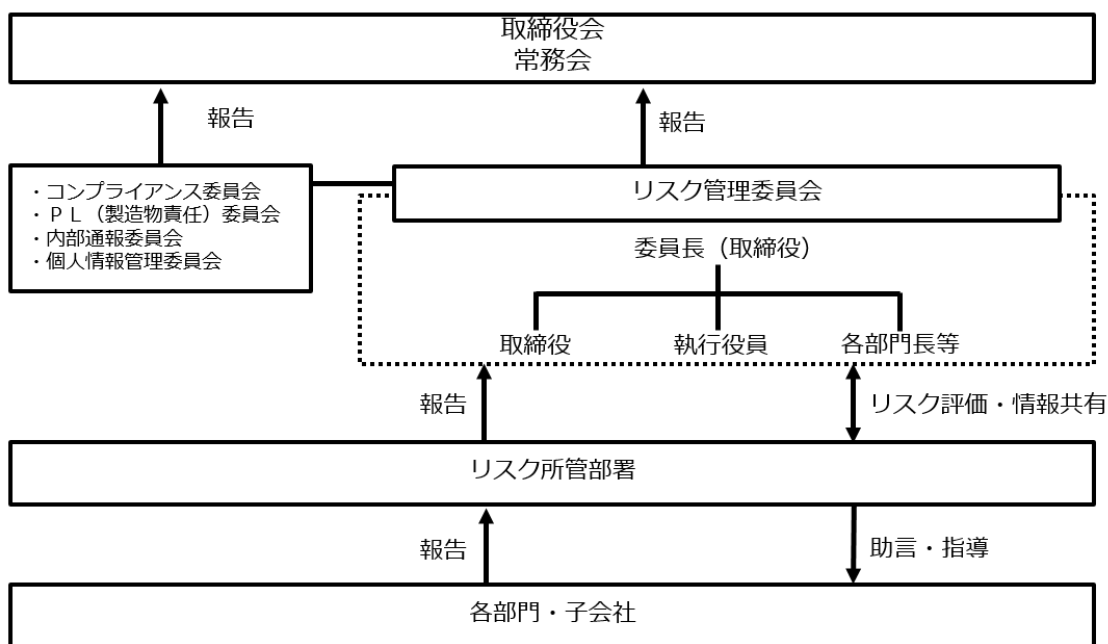 取締役会
常務会
報告
報告
・コンプライアンス委員会
・ＰＬ（製造物責任）委員会
・内部通報委員会
・個人情報管理委員会
リスク管理委員会
委員長（取締役）
取締役
執行役員
各部門長等
報告
リスク評価・情報共有
リスク所管部署
報告
助言・指導
各部門・子会社